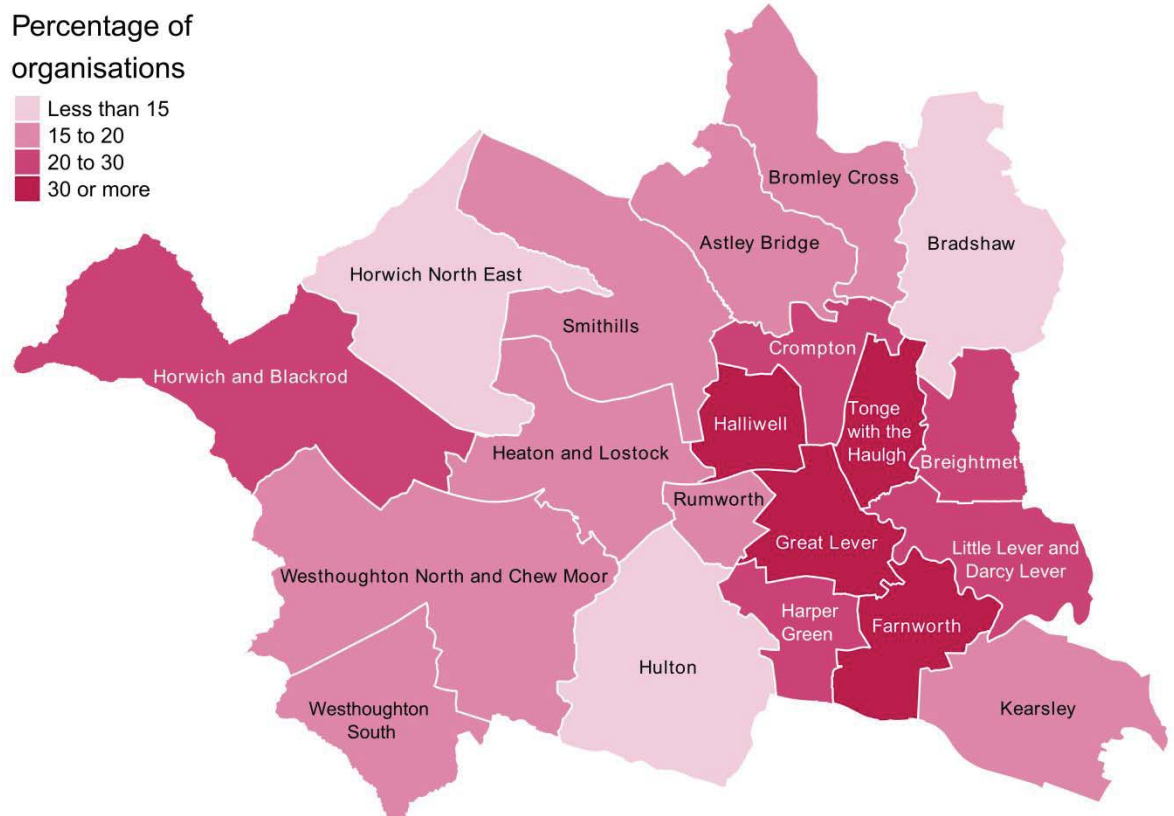 Percentage of
organisations
Less than 15
15 to 20
20 to 30
30 or more
Bromley Cross
Astley Bridge
Bradshaw
Horwich North East
Smithills
Crompton
Horwich and Blackrod
Halliwell
Tonge
with the
Haulgh
Heaton and Lostock
Breightmet
Rumworth
Great Lever
Little Lever and
Darcy Lever
Westhoughton North and Chew Moor
Harper
Green
Farnworth
Hulton
Westhoughton
South
Kearsley